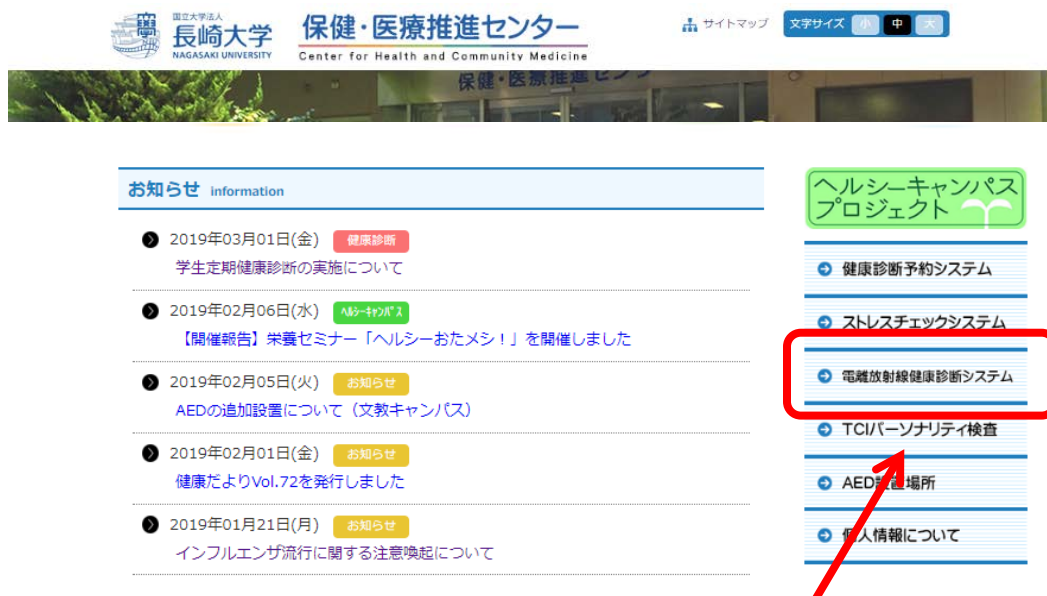 国立大学法人
長崎大学
NAGASAKI UNIVERSITY
保健・医療推進センター
Center for Health and Community Medicine
サイトマップ
文字サイズ 小 中 大
保健・医療推進センター
お知らせ information
2019年03月01日(金) 健康診断
学生定期健康診断の実施について
2019年02月06日(水) ﾍﾙｼｰｷｬﾝﾊﾟｽ
【開催報告】栄養セミナー「ヘルシーおたメシ！」を開催しました
2019年02月05日(火) お知らせ
AEDの追加設置について（文教キャンパス）
2019年02月01日(金) お知らせ
健康だよりVol.72を発行しました
2019年01月21日(月) お知らせ
インフルエンザ流行に関する注意喚起について
ヘルシーキャンパス
プロジェクト
健康診断予約システム
ストレスチェックシステム
電離放射線健康診断システム
TCIパーソナリティ検査
AED設置場所
個人情報について